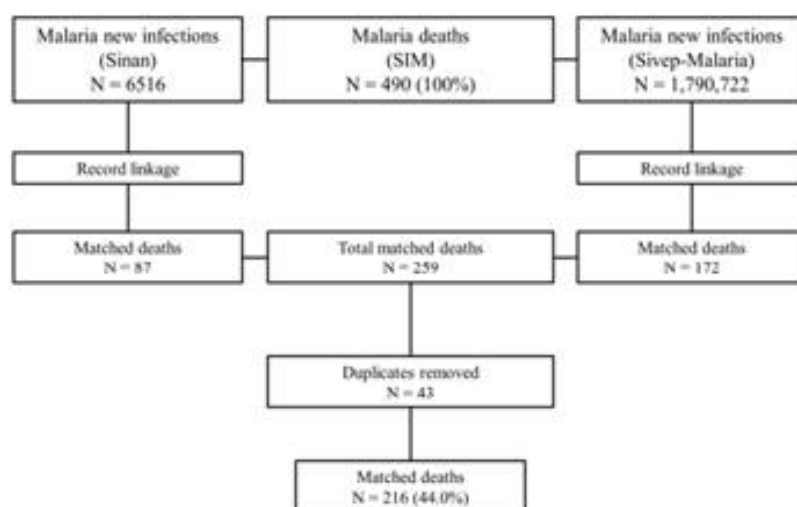 Malaria new infections
(Sinan)
N = 6516
Malaria deaths
(SIM)
N = 490 (100%)
Malaria new infections
(Sivep-Malaria)
N = 1,790,722
Record linkage
Record linkage
Matched deaths
N = 87
Total matched deaths
N = 259
Matched deaths
N = 172
Duplicates removed
N = 43
Matched deaths
N = 216 (44.0%)